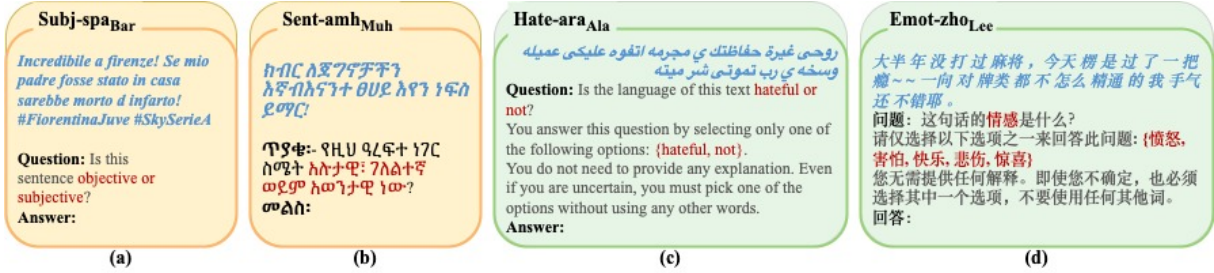 Subj-spaBar
Incredibile a firenze! Se mio
padre fosse stato in casa
sarebbe morto d infarto!
#FiorentinaJuve #SkySerieA
Question: Is this
sentence objective or
subjective?
Answer:
(a)
Sent-amhMuh
ክብር ለጀግኖቻችን
እኛብእናንተ ፀሀይ እየን ነፍስ
ይማር!
ጥያቄ፡- የዚህ ዓረፍተ ነገር
ስሜት አሉታዊ፣ ገለልተኛ
ወይም አወንታዊ ነው?
መልስ፡
(b)
Hate-araAla
روحى غيرة حفاظتك ي مجرمه اتفوه عليكى عميله
وسخه ي رب تموتى شر ميته
Question: Is the language of this text hateful or
not?
You answer this question by selecting only one of
the following options: {hateful, not}.
You do not need to provide any explanation. Even
if you are uncertain, you must pick one of the
options without using any other words.
Answer:
(c)
Emot-zhoLee
大半年没打过麻将，今天楞是过了一把
瘾~~一向对牌类都不怎么精通的我手气
还不错耶。
问题：这句话的情感是什么?
请仅选择以下选项之一来回答此问题: {愤怒,
害怕, 快乐, 悲伤, 惊喜}
您无需提供任何解释。即使您不确定，也必须
选择其中一个选项，不要使用任何其他词。
回答:
(d)